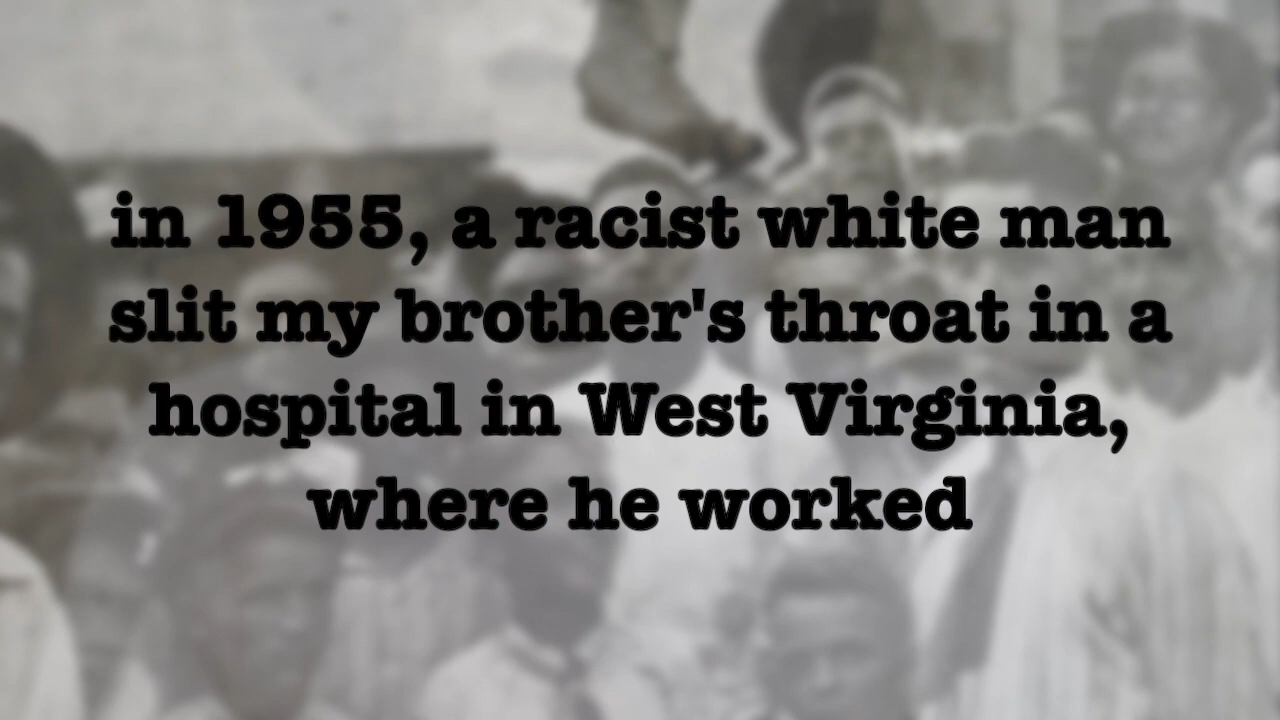 in 1955, a racist white man
slit my brother's throat in a
hospital in West Virginia,
where he worked